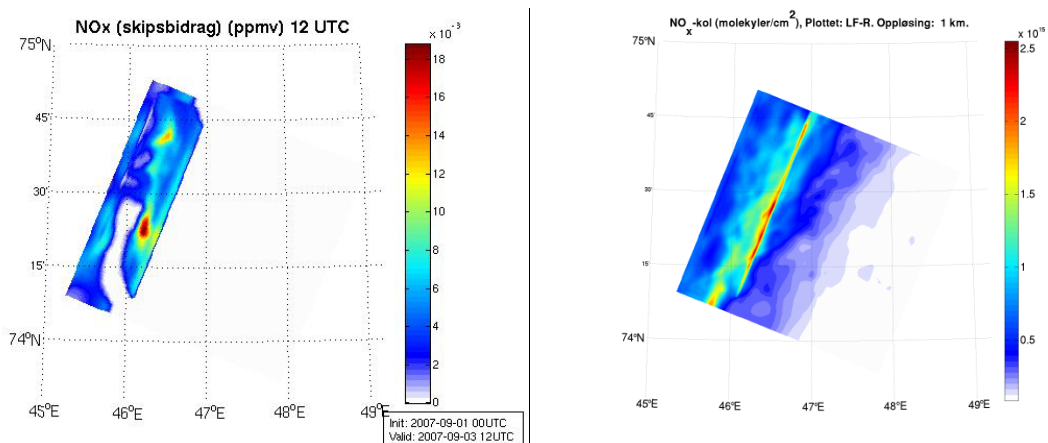 NOx (skipsbidrag) (ppmv) 12 UTC
x 10⁻³
75°N
45'
30'
15'
74°N
45°E
46°E
47°E
48°E
49°E
18
16
14
12
10
8
6
4
2
0
Init: 2007-09-01 00UTC
Valid: 2007-09-03 12UTC
NOₓ-kol (molekyler/cm²), Plottet: LF-R. Oppløsing: 1 km.
x 10¹⁵
75°N
45'
30'
15'
74°N
45°E
46°E
47°E
48°E
49°E
2.5
2
1.5
1
0.5